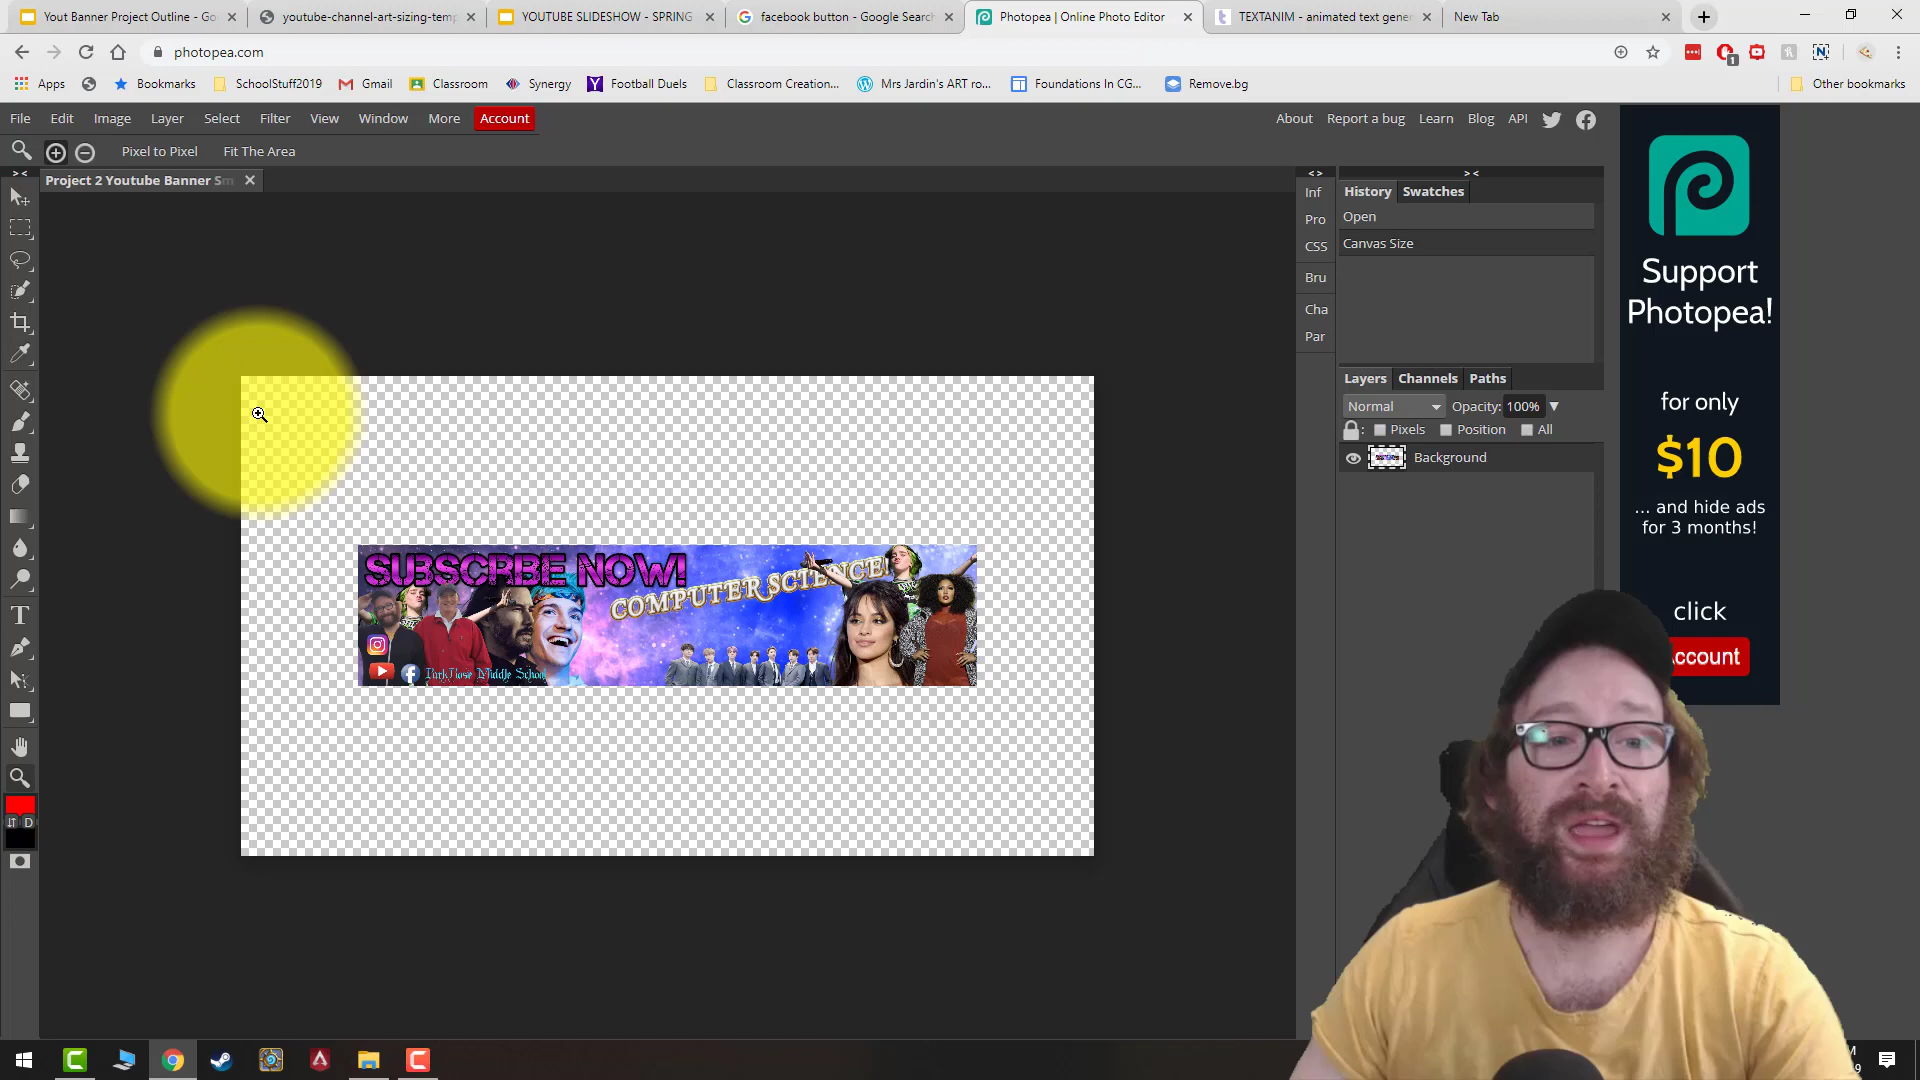 Yout Banner Project Outline - Go
youtube-channel-art-sizing-temp
YOUTUBE SLIDESHOW - SPRING
facebook button - Google Search
Photopea | Online Photo Editor
TEXTANIM - animated text gener
New Tab
photopea.com
Apps
Bookmarks
SchoolStuff2019
Gmail
Classroom
Synergy
Football Duels
Classroom Creation...
Mrs Jardin's ART ro...
Foundations In CG...
Remove.bg
Other bookmarks
File Edit Image Layer Select Filter View Window More Account
About Report a bug Learn Blog API
Pixel to Pixel Fit The Area
Project 2 Youtube Banner Sm
Inf
Pro
CSS
Bru
Cha
Par
History Swatches
Open
Canvas Size
Layers Channels Paths
Normal Opacity: 100%
Pixels Position All
Background
SUBSCRBE NOW!
COMPUTER SCIENCE!
ParkRose Middle School
Support
Photopea!
for only
$10
... and hide ads
for 3 months!
click
Account
T
D
1